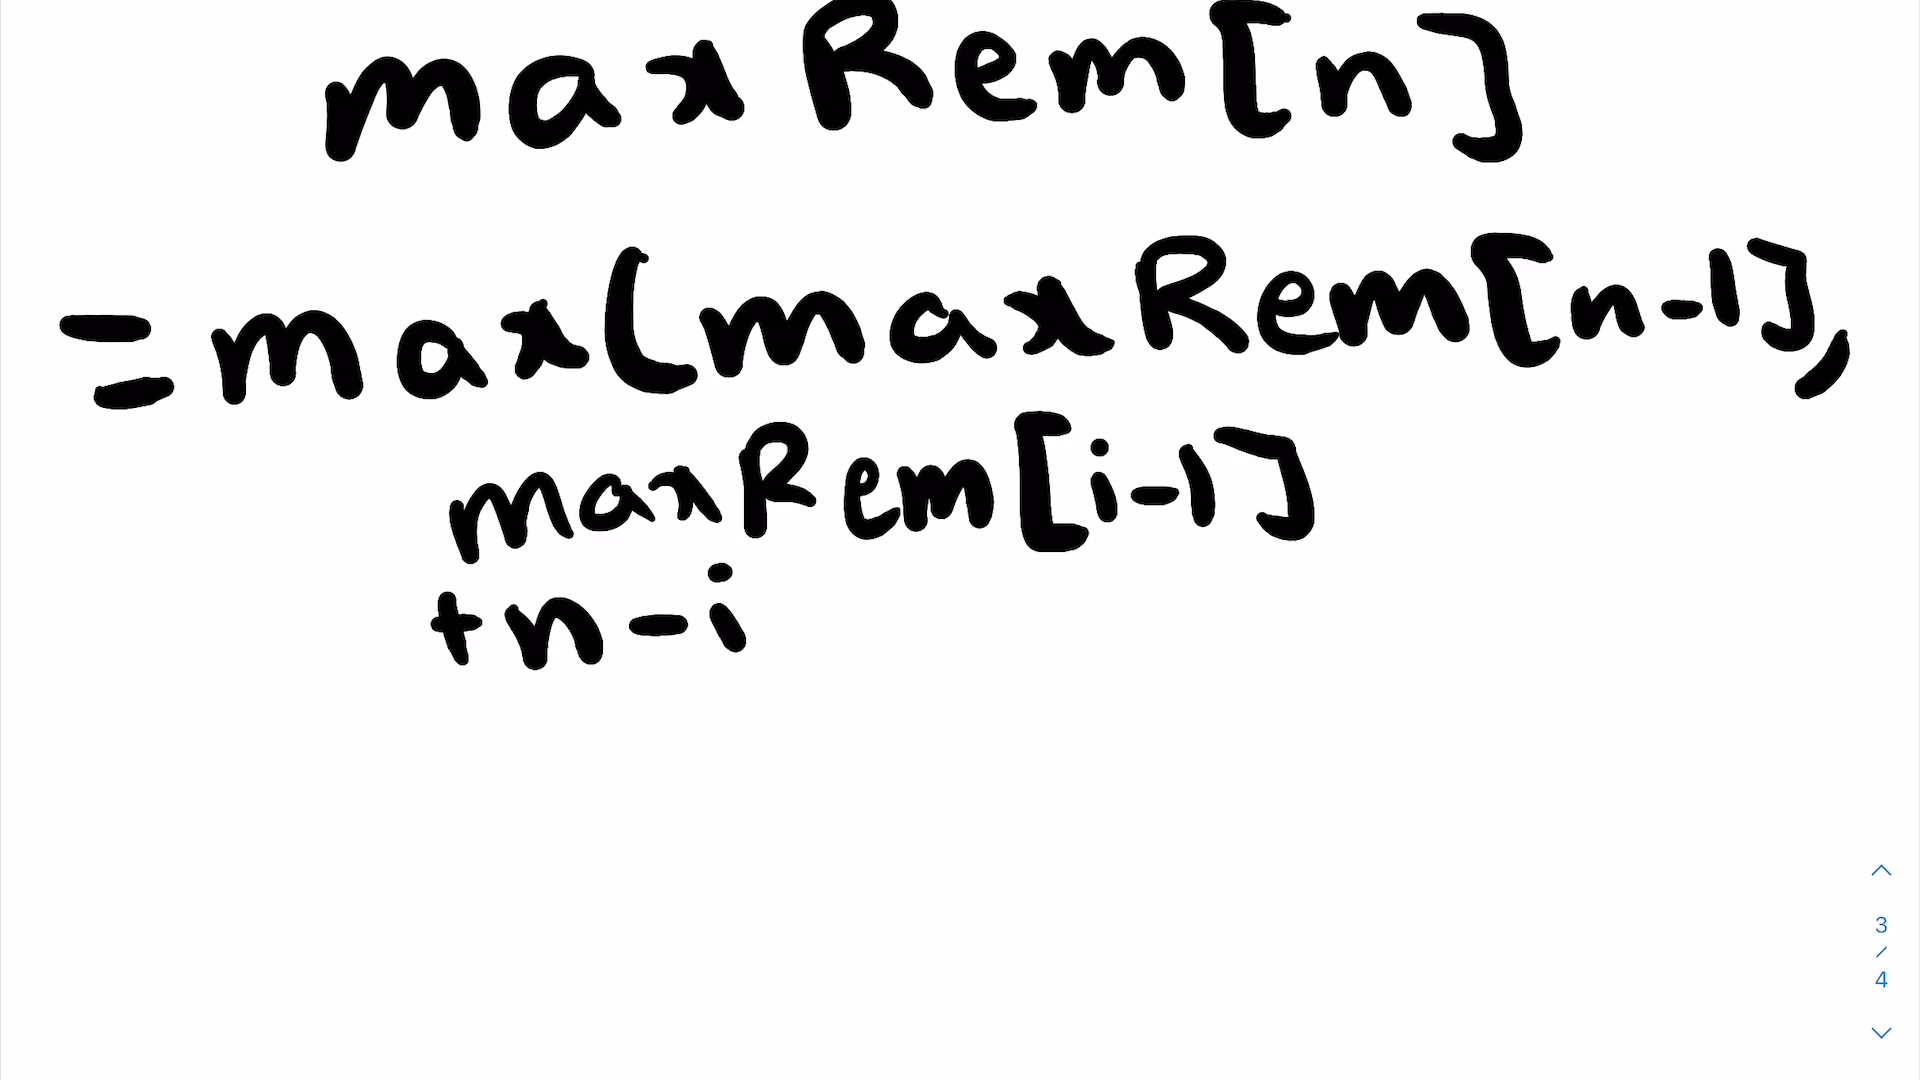 maxRem[n]
=max(maxRem[n-1],
maxRem[i-1]
+n-i
3
/
4